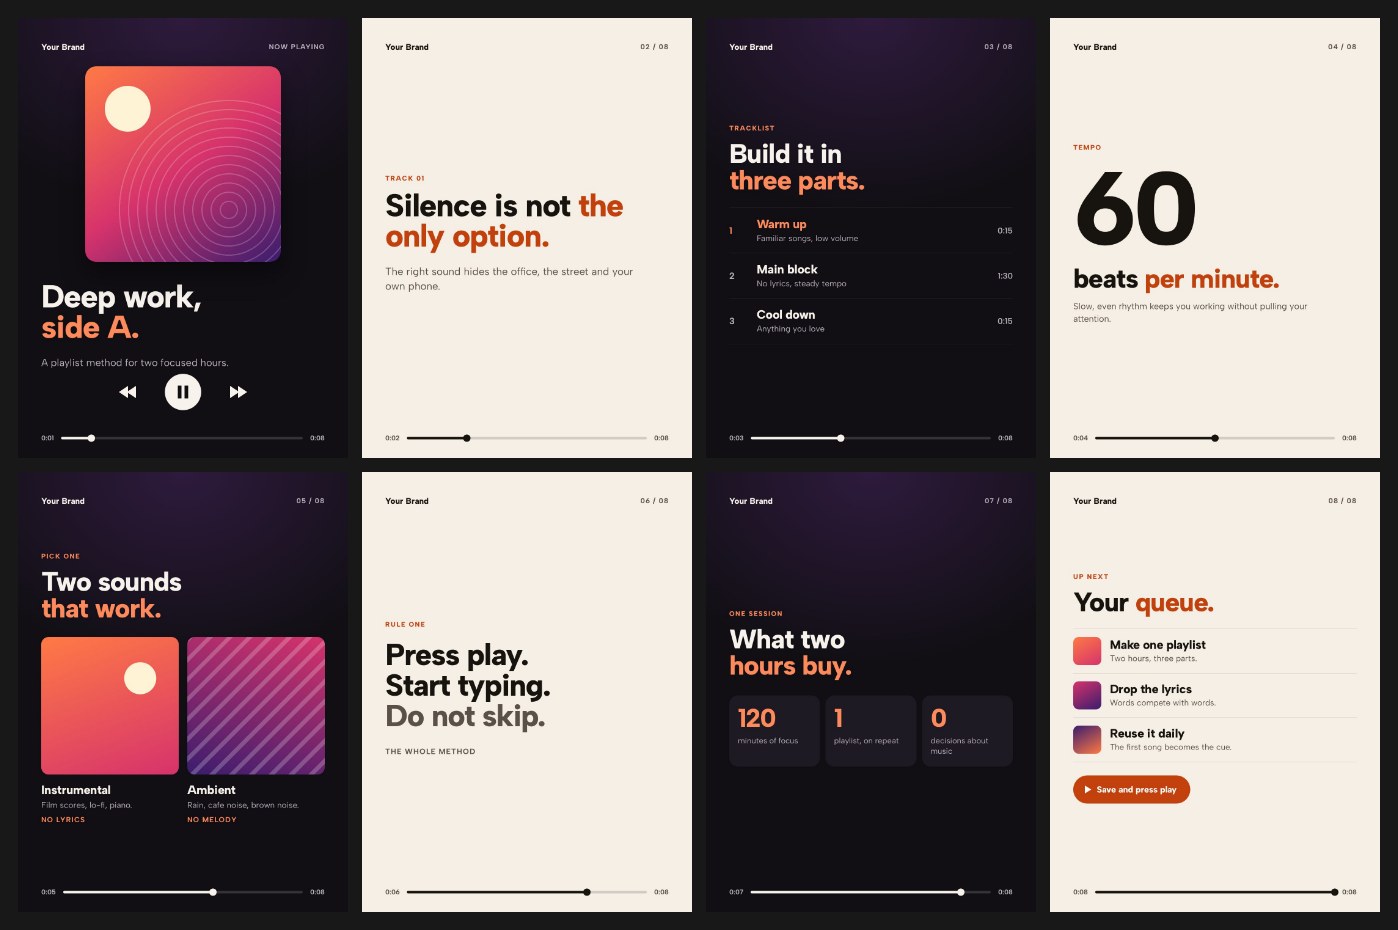 Your Brand
NOW PLAYING
Deep work,
side A.
A playlist method for two focused hours.
0:01
0:08
Your Brand
02 / 08
TRACK 01
Silence is not the
only option.
The right sound hides the office, the street and your
own phone.
0:02
0:08
Your Brand
03 / 08
TRACKLIST
Build it in
three parts.
1
Warm up
Familiar songs, low volume
0:15
2
Main block
No lyrics, steady tempo
1:30
3
Cool down
Anything you love
0:15
0:03
0:08
Your Brand
04 / 08
TEMPO
60
beats per minute.
Slow, even rhythm keeps you working without pulling your
attention.
0:04
0:08
Your Brand
05 / 08
PICK ONE
Two sounds
that work.
Instrumental
Film scores, lo-fi, piano.
NO LYRICS
Ambient
Rain, cafe noise, brown noise.
NO MELODY
0:05
0:08
Your Brand
06 / 08
RULE ONE
Press play.
Start typing.
Do not skip.
THE WHOLE METHOD
0:06
0:08
Your Brand
07 / 08
ONE SESSION
What two
hours buy.
120
minutes of focus
1
playlist, on repeat
0
decisions about
music
0:07
0:08
Your Brand
08 / 08
UP NEXT
Your queue.
Make one playlist
Two hours, three parts.
Drop the lyrics
Words compete with words.
Reuse it daily
The first song becomes the cue.
Save and press play
0:08
0:08